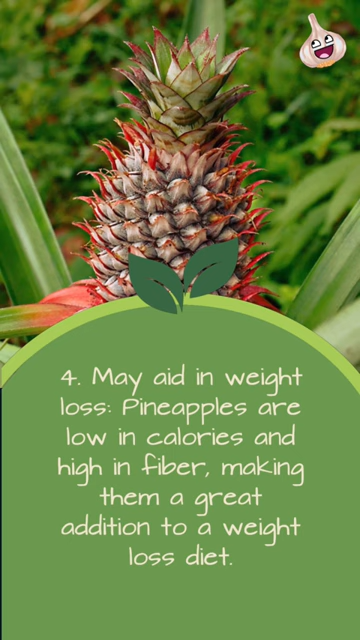 4. May aid in weight
loss: Pineapples are
low in calories and
high in fiber, making
them a great
addition to a weight
loss diet.